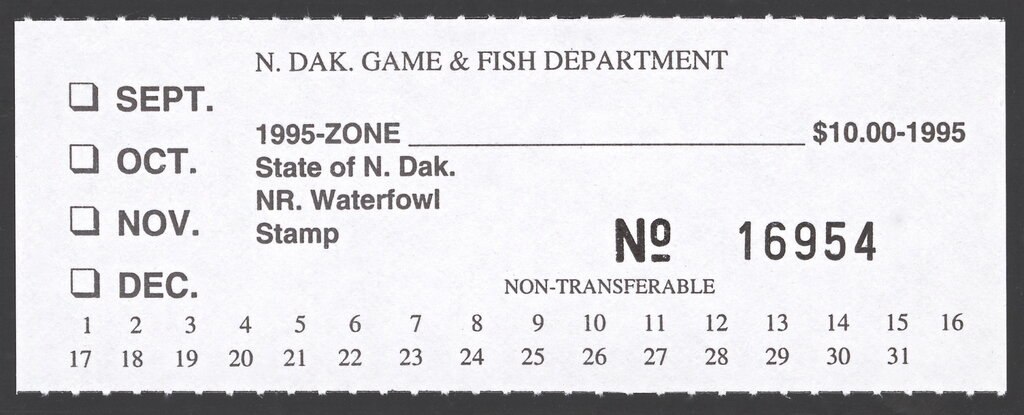 N. DAK. GAME & FISH DEPARTMENT
SEPT.
OCT.
NOV.
DEC.
1995-ZONE ______________________ $10.00-1995
State of N. Dak.
NR. Waterfowl
Stamp
Nº 16954
NON-TRANSFERABLE
1 2 3 4 5 6 7 8 9 10 11 12 13 14 15 16
17 18 19 20 21 22 23 24 25 26 27 28 29 30 31